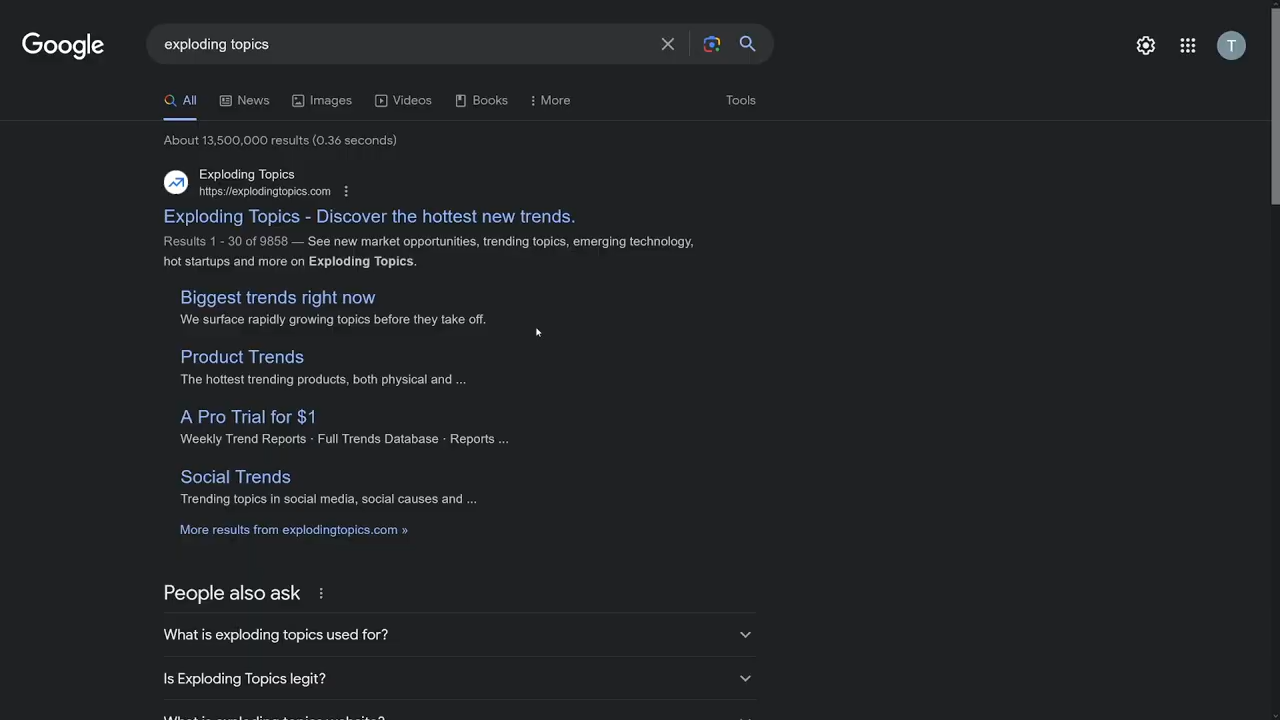 Google
exploding topics
T
All
News
Images
Videos
Books
More
Tools
About 13,500,000 results (0.36 seconds)
Exploding Topics
https://explodingtopics.com
Exploding Topics - Discover the hottest new trends.
Results 1 - 30 of 9858 — See new market opportunities, trending topics, emerging technology,
hot startups and more on Exploding Topics.
Biggest trends right now
We surface rapidly growing topics before they take off.
Product Trends
The hottest trending products, both physical and ...
A Pro Trial for $1
Weekly Trend Reports · Full Trends Database · Reports ...
Social Trends
Trending topics in social media, social causes and ...
More results from explodingtopics.com »
People also ask
What is exploding topics used for?
Is Exploding Topics legit?
What is exploding topics website?